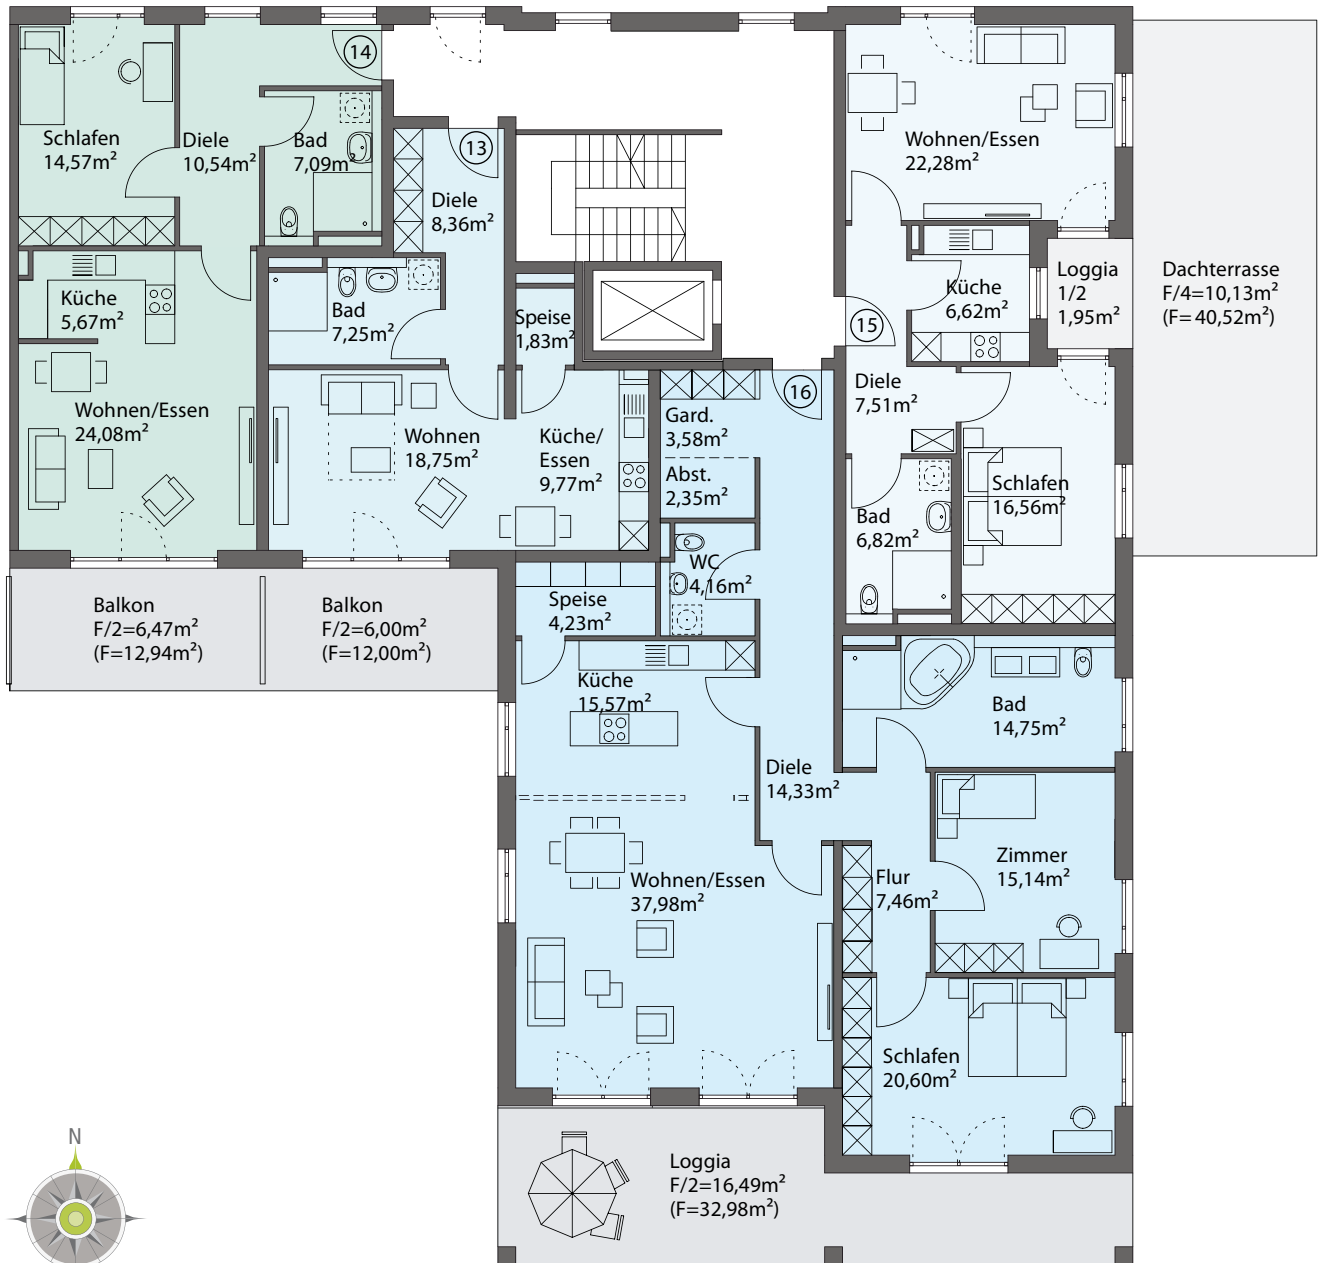 14
Schlafen
14,57m²
Diele
10,54m²
Bad
7,09m²
Küche
5,67m²
Wohnen/Essen
24,08m²
Balkon
F/2=6,47m²
(F=12,94m²)
13
Diele
8,36m²
Bad
7,25m²
Speise
1,83m²
Wohnen
18,75m²
Küche/
Essen
9,77m²
Balkon
F/2=6,00m²
(F=12,00m²)
Wohnen/Essen
22,28m²
Küche
6,62m²
Loggia
1/2
1,95m²
Dachterrasse
F/4=10,13m²
(F= 40,52m²)
15
Diele
7,51m²
Bad
6,82m²
Schlafen
16,56m²
16
Gard.
3,58m²
Abst.
2,35m²
WC
4,16m²
Speise
4,23m²
Küche
15,57m²
Diele
14,33m²
Bad
14,75m²
Wohnen/Essen
37,98m²
Flur
7,46m²
Zimmer
15,14m²
Schlafen
20,60m²
Loggia
F/2=16,49m²
(F=32,98m²)
N